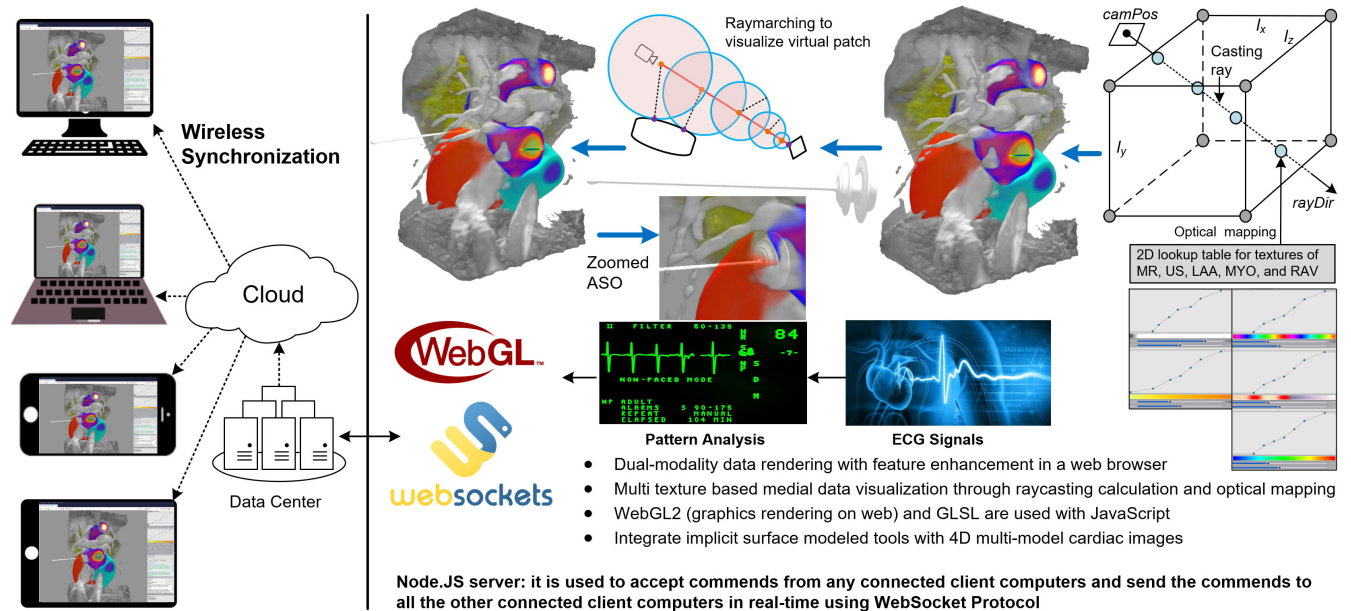 Wireless
Synchronization
Cloud
Data Center
Raymarching to
visualize virtual patch
camPos
Casting
ray
lx
lz
ly
rayDir
Optical mapping
2D lookup table for textures of
MR, US, LAA, MYO, and RAV
Zoomed
ASO
WebGL™
websockets
II FILTER 50-135
84
-?-
NON-PACED MODE
S
D
M
NP ADULT
ALARMS S 90-175
REPEAT MANUAL
ELAPSED 104 MIN
Pattern Analysis
ECG Signals
● Dual-modality data rendering with feature enhancement in a web browser
● Multi texture based medial data visualization through raycasting calculation and optical mapping
● WebGL2 (graphics rendering on web) and GLSL are used with JavaScript
● Integrate implicit surface modeled tools with 4D multi-model cardiac images
Node.JS server: it is used to accept commends from any connected client computers and send the commends to
all the other connected client computers in real-time using WebSocket Protocol